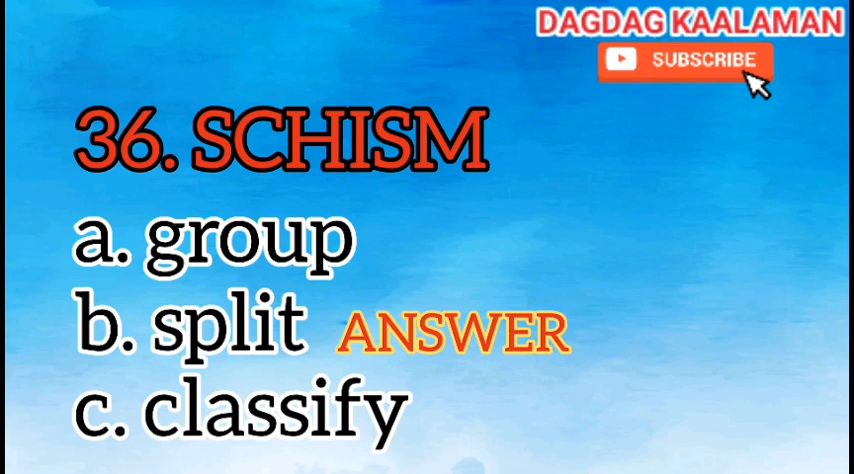 DAGDAG KAALAMAN
SUBSCRIBE
36. SCHISM
a. group
b. split ANSWER
c. classify